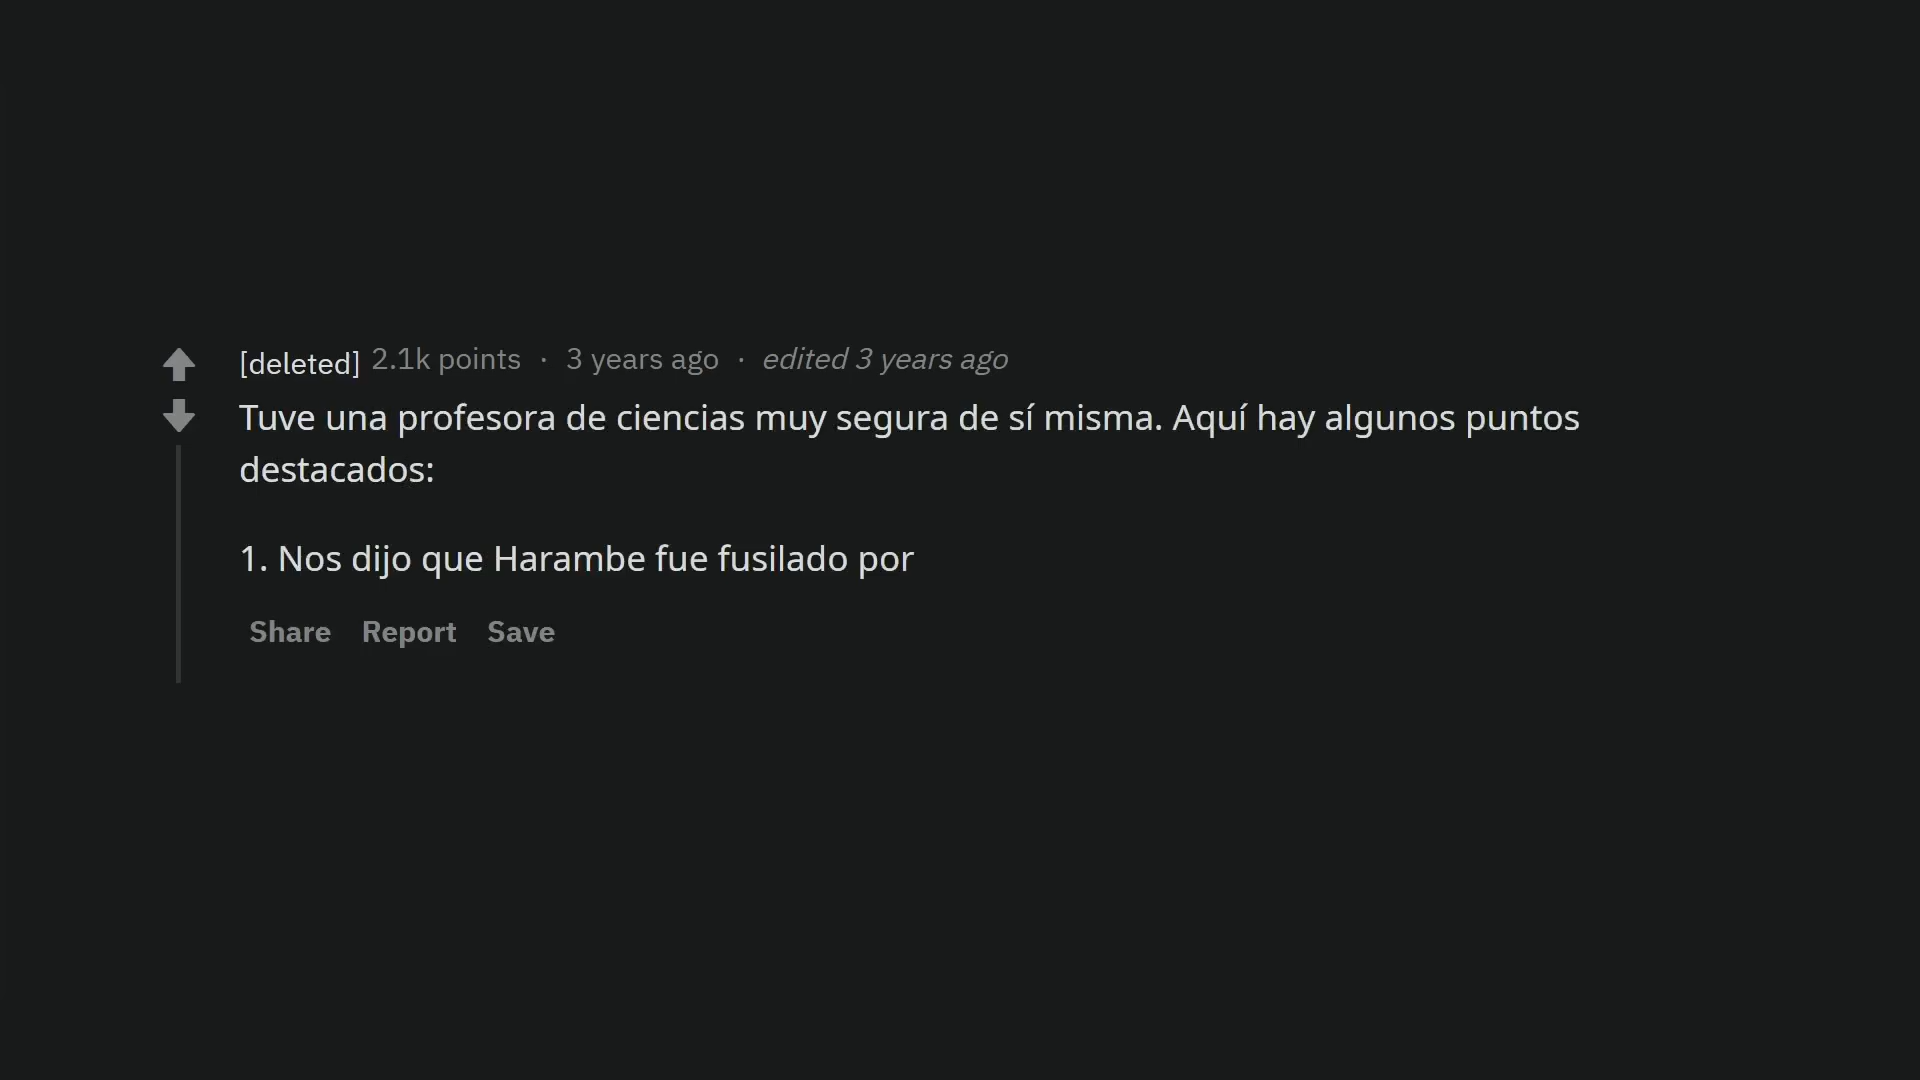 [deleted] 2.1k points · 3 years ago · edited 3 years ago
Tuve una profesora de ciencias muy segura de sí misma. Aquí hay algunos puntos
destacados:
1. Nos dijo que Harambe fue fusilado por
Share Report Save